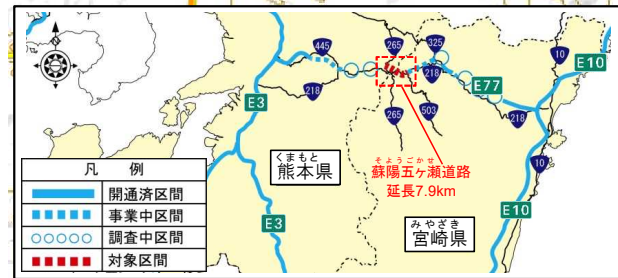 445
265
325
10
E10
E3
218
218
E77
265
503
218
そようごかせ
蘇陽五ヶ瀬道路
延長7.9km
くまもと
熊本県
10
凡 例
開通済区間
事業中区間
調査中区間
対象区間
E3
みやざき
宮崎県
E10